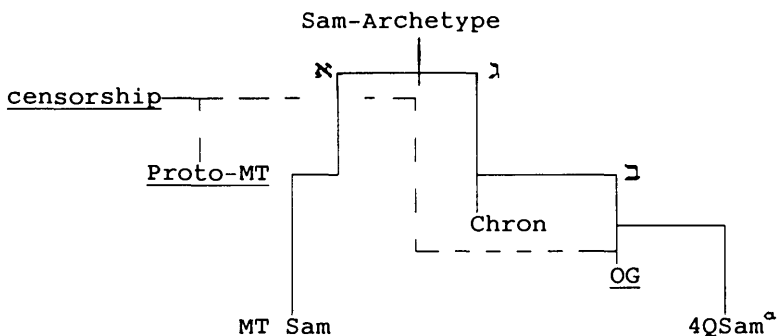 Sam-Archetype
א ג
censorship
Proto-MT ב
Chron
OG
MT Sam 4QSamᵃ